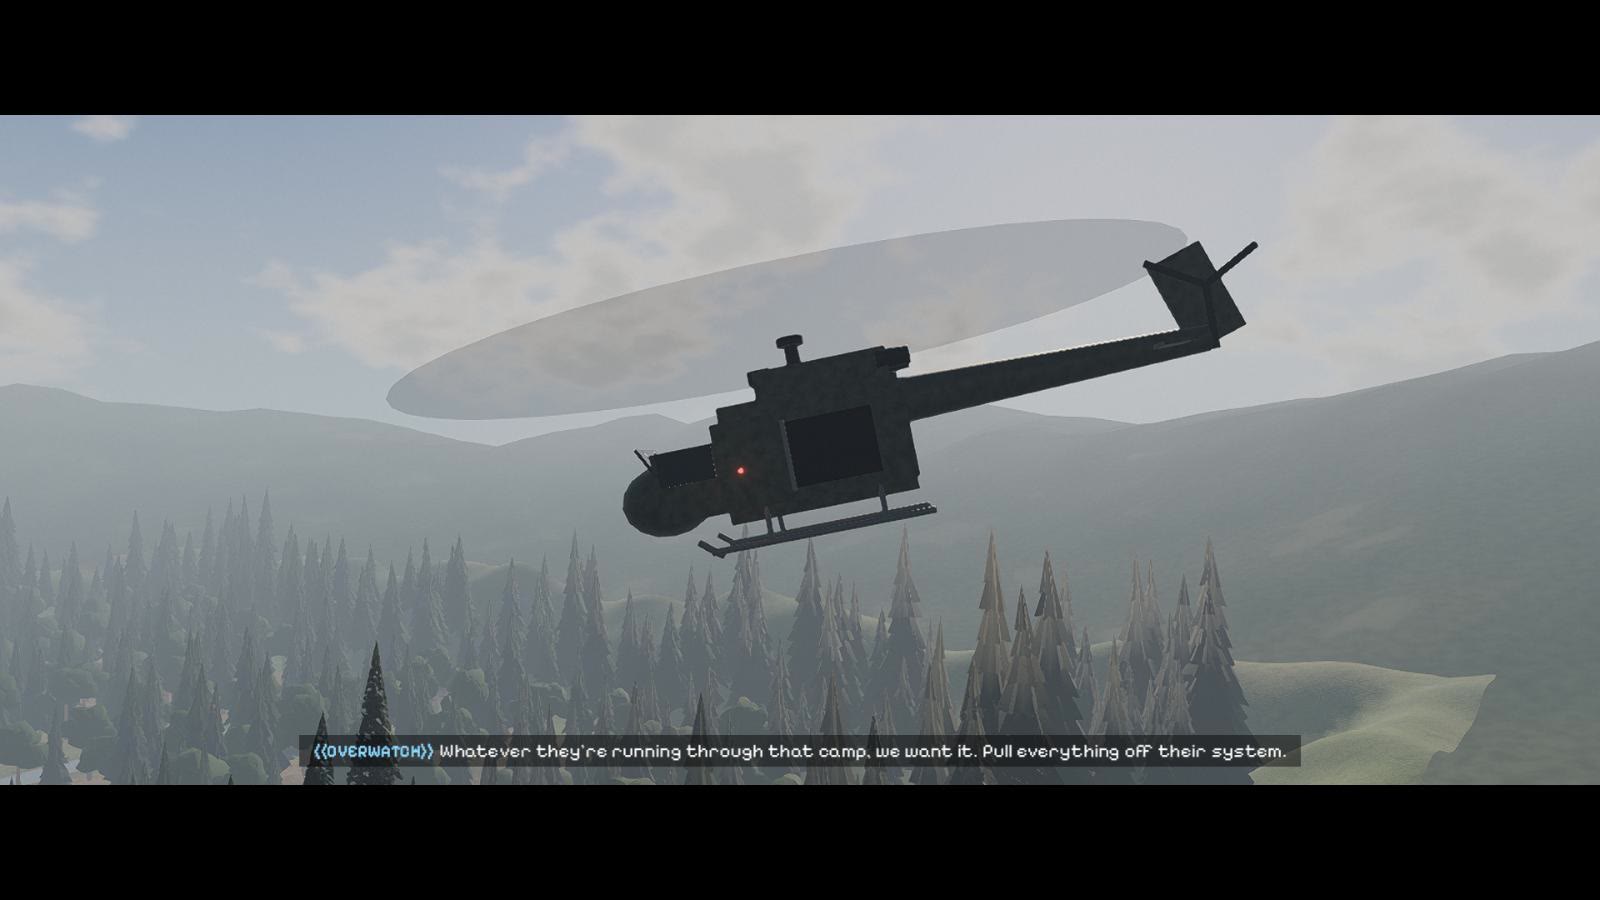 ⟪OVERWATCH⟫ Whatever they're running through that camp, we want it. Pull everything off their system.